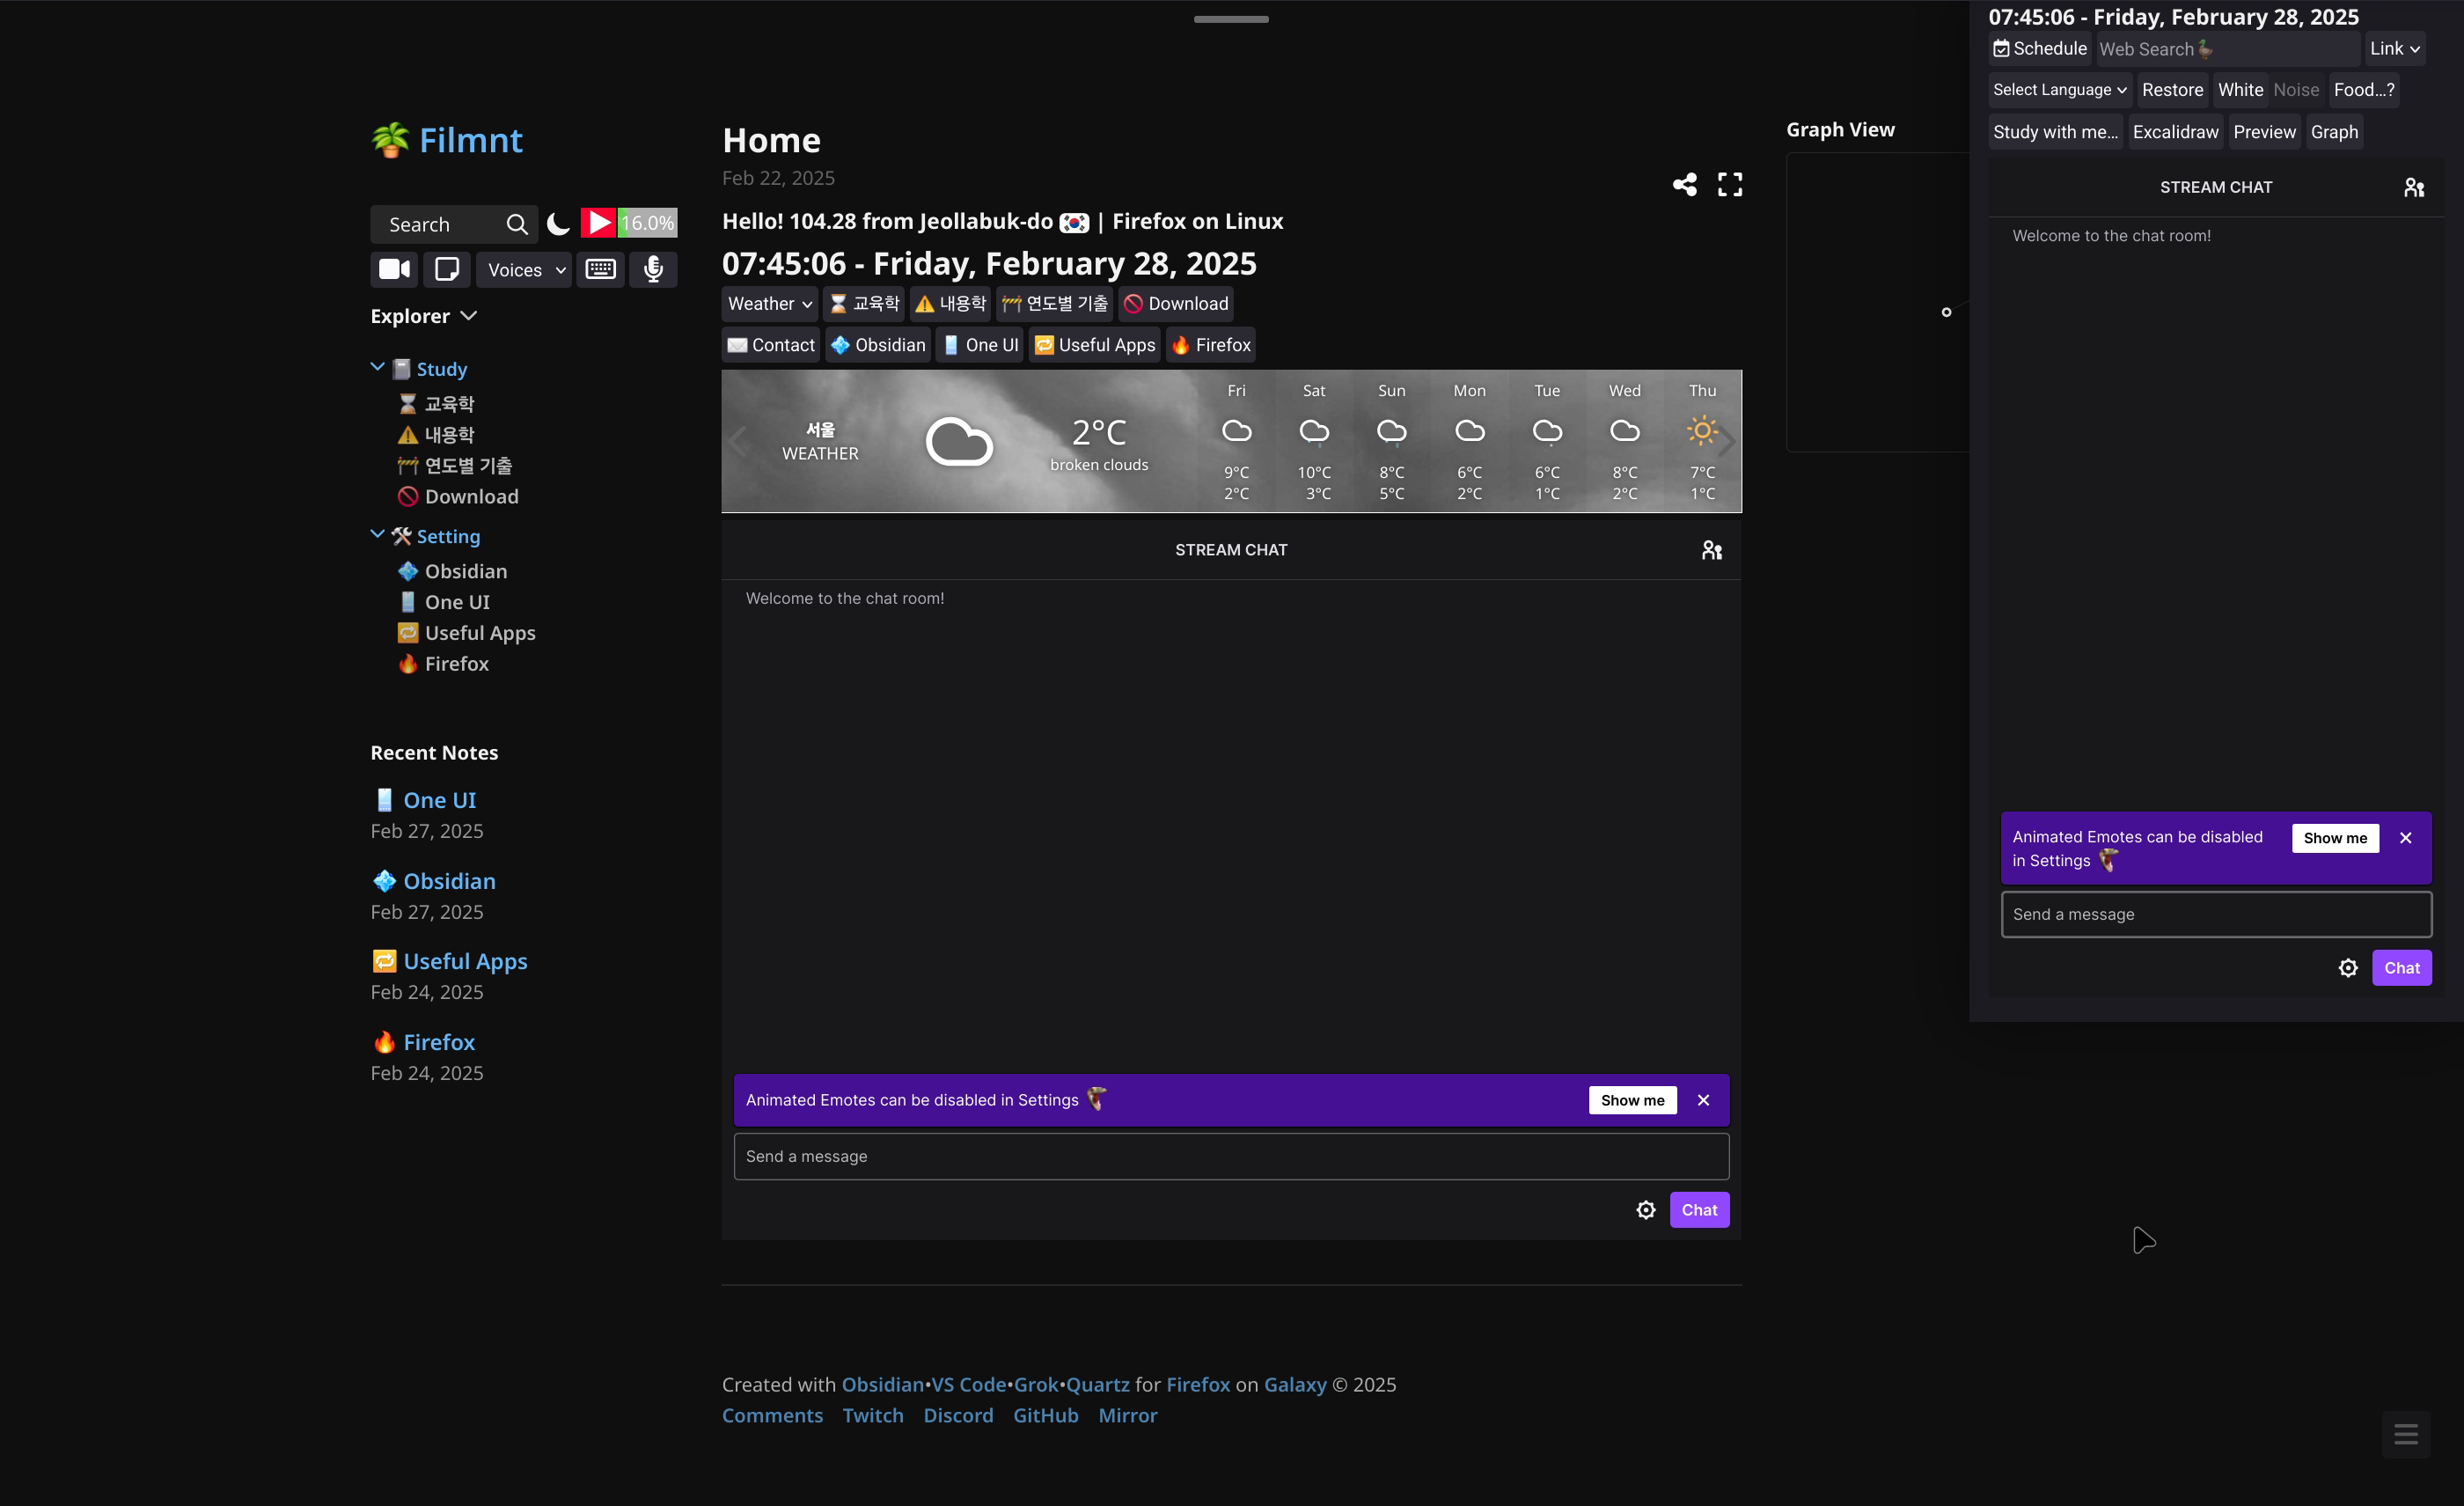 Filmnt
Search
16.0%
Voices
Explorer
Study
교육학
내용학
연도별 기출
Download
Setting
Obsidian
One UI
Useful Apps
Firefox
Recent Notes
One UI
Feb 27, 2025
Obsidian
Feb 27, 2025
Useful Apps
Feb 24, 2025
Firefox
Feb 24, 2025
Home
Feb 22, 2025
Hello! 104.28 from Jeollabuk-do 🇰🇷 | Firefox on Linux
07:45:06 - Friday, February 28, 2025
Weather ⏳ 교육학 ⚠️ 내용학 🚧 연도별 기출 🚫 Download
✉️ Contact 💠 Obsidian 📱 One UI 🔁 Useful Apps 🔥 Firefox
서울
WEATHER
2°C
broken clouds
Fri Sat Sun Mon Tue Wed Thu
9°C 10°C 8°C 6°C 6°C 8°C 7°C
2°C 3°C 5°C 2°C 1°C 2°C 1°C
STREAM CHAT
Welcome to the chat room!
Animated Emotes can be disabled in Settings
Show me
Send a message
Chat
Created with Obsidian•VS Code•Grok•Quartz for Firefox on Galaxy © 2025
Comments Twitch Discord GitHub Mirror
Graph View
07:45:06 - Friday, February 28, 2025
Schedule Web Search🦆 Link
Select Language Restore White Noise Food...?
Study with me... Excalidraw Preview Graph
STREAM CHAT
Welcome to the chat room!
Animated Emotes can be disabled
in Settings
Show me
Send a message
Chat